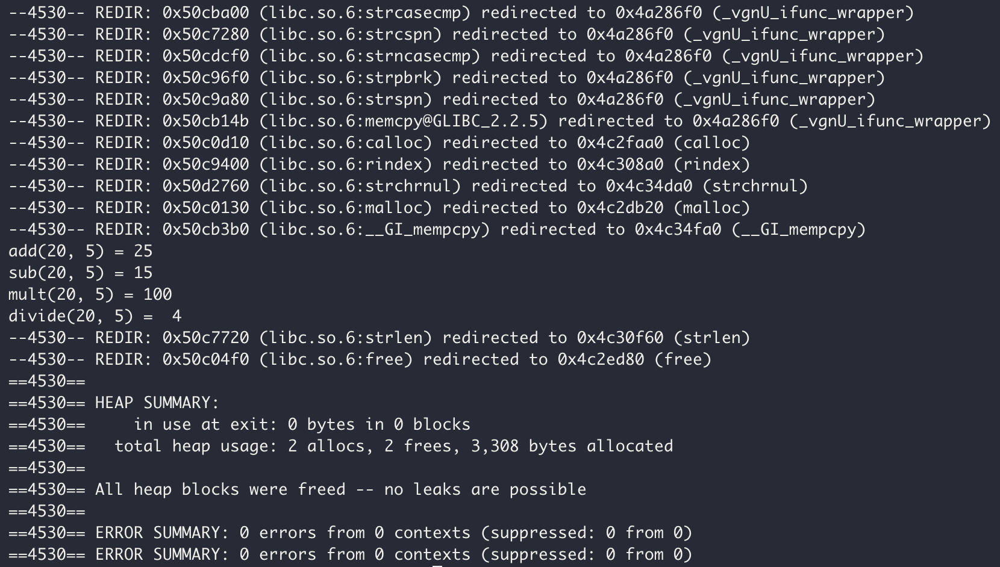 --4530-- REDIR: 0x50cba00 (libc.so.6:strcasecmp) redirected to 0x4a286f0 (_vgnU_ifunc_wrapper)
--4530-- REDIR: 0x50c7280 (libc.so.6:strcspn) redirected to 0x4a286f0 (_vgnU_ifunc_wrapper)
--4530-- REDIR: 0x50cdcf0 (libc.so.6:strncasecmp) redirected to 0x4a286f0 (_vgnU_ifunc_wrapper)
--4530-- REDIR: 0x50c96f0 (libc.so.6:strpbrk) redirected to 0x4a286f0 (_vgnU_ifunc_wrapper)
--4530-- REDIR: 0x50c9a80 (libc.so.6:strspn) redirected to 0x4a286f0 (_vgnU_ifunc_wrapper)
--4530-- REDIR: 0x50cb14b (libc.so.6:memcpy@GLIBC_2.2.5) redirected to 0x4a286f0 (_vgnU_ifunc_wrapper)
--4530-- REDIR: 0x50c0d10 (libc.so.6:calloc) redirected to 0x4c2faa0 (calloc)
--4530-- REDIR: 0x50c9400 (libc.so.6:rindex) redirected to 0x4c308a0 (rindex)
--4530-- REDIR: 0x50d2760 (libc.so.6:strchrnul) redirected to 0x4c34da0 (strchrnul)
--4530-- REDIR: 0x50c0130 (libc.so.6:malloc) redirected to 0x4c2db20 (malloc)
--4530-- REDIR: 0x50cb3b0 (libc.so.6:__GI_mempcpy) redirected to 0x4c34fa0 (__GI_mempcpy)
add(20, 5) = 25
sub(20, 5) = 15
mult(20, 5) = 100
divide(20, 5) =  4
--4530-- REDIR: 0x50c7720 (libc.so.6:strlen) redirected to 0x4c30f60 (strlen)
--4530-- REDIR: 0x50c04f0 (libc.so.6:free) redirected to 0x4c2ed80 (free)
==4530==
==4530== HEAP SUMMARY:
==4530==     in use at exit: 0 bytes in 0 blocks
==4530==   total heap usage: 2 allocs, 2 frees, 3,308 bytes allocated
==4530==
==4530== All heap blocks were freed -- no leaks are possible
==4530==
==4530== ERROR SUMMARY: 0 errors from 0 contexts (suppressed: 0 from 0)
==4530== ERROR SUMMARY: 0 errors from 0 contexts (suppressed: 0 from 0)